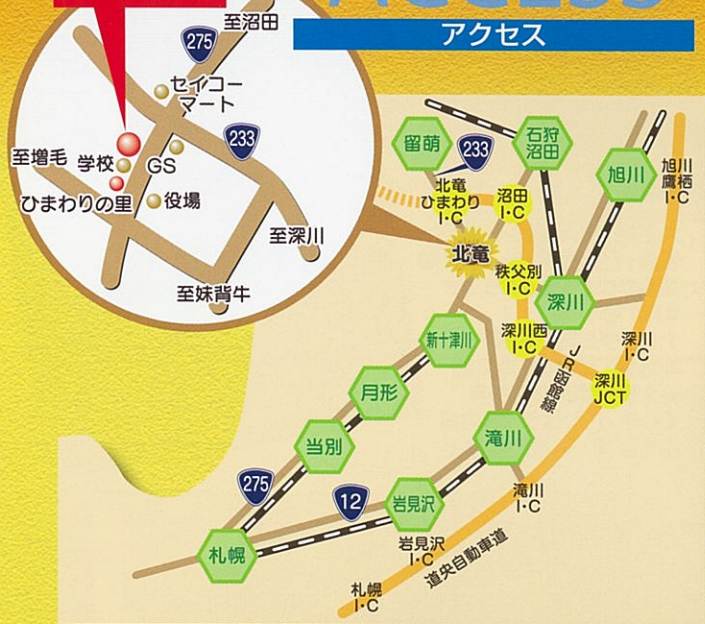 ACCESS
アクセス
至沼田
275
セイコー
マート
233
至増毛
学校
GS
ひまわりの里
役場
至深川
至妹背牛
留萌
233
石狩
沼田
旭川
旭川
鷹栖
I・C
北竜
ひまわり
I・C
沼田
I・C
北竜
秩父別
I・C
深川
深川西
I・C
深川
I・C
新十津川
JR函館線
深川
JCT
月形
当別
滝川
275
12
岩見沢
滝川
I・C
札幌
岩見沢
I・C
道央自動車道
札幌
I・C